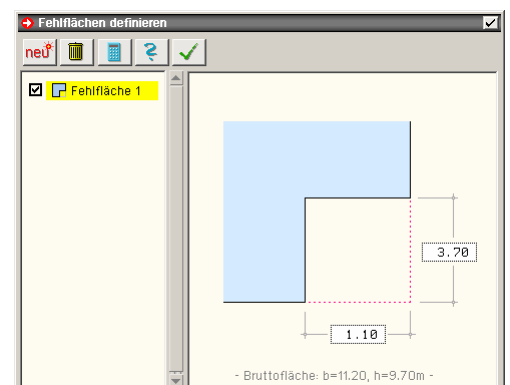 Fehlflächen definieren
neu
Fehlfläche 1
3.70
1.10
- Bruttofläche: b=11.20, h=9.70m -